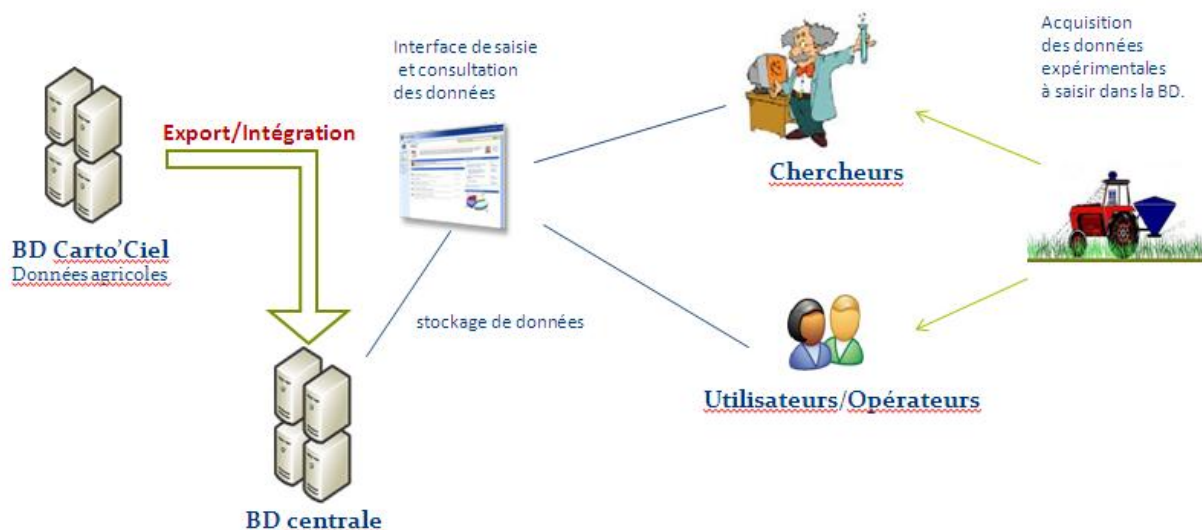 Interface de saisie
et consultation
des données
Acquisition
des données
expérimentales
à saisir dans la BD.
Export/Intégration
Chercheurs
BD Carto'Ciel
Données agricoles
stockage de données
Utilisateurs/Opérateurs
BD centrale